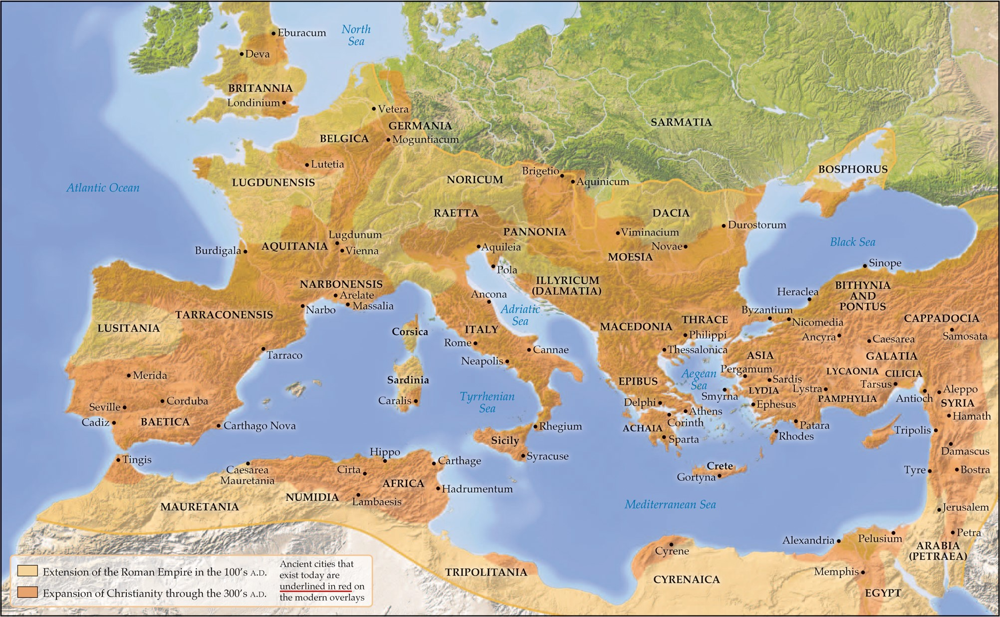 Eburacum
North
Sea
Deva
BRITANNIA
Londinium
Vetera
GERMANIA
BELGICA
Moguntiacum
SARMATIA
Lutetia
LUGDUNENSIS
Atlantic Ocean
NORICUM
Brigetio
Aquinicum
BOSPHORUS
RAETTA
DACIA
PANNONIA
Durostorum
Viminacium
Lugdunum
AQUITANIA
Vienna
Burdigala
Aquileia
Novae
MOESIA
Black Sea
Pola
Sinope
NARBONENSIS
ILLYRICUM
(DALMATIA)
BITHYNIA
AND
PONTUS
Heraclea
Arelate
Massalia
Narbo
Ancona
Adriatic
Sea
Byzantium
Nicomedia
TARRACONENSIS
LUSITANIA
Corsica
ITALY
MACEDONIA
THRACE
CAPPADOCIA
Philippi
Samosata
Rome
Ancyra
Caesarea
Cannae
Thessalonica
Tarraco
Neapolis
ASIA
GALATIA
Merida
Sardinia
EPIBUS
Aegean
Sea
Pergamum
Sardis
LYCAONIA
CILICIA
Tarsus
Aleppo
Caralis
Tyrrhenian
Sea
Smyrna
LYDIA
Lystra
PAMPHYLIA
Antioch
SYRIA
Corduba
Seville
Delphi
Athens
Ephesus
Hamath
Cadiz
BAETICA
Carthago Nova
Corinth
ACHAIA
Rhegium
Patara
Rhodes
Tripolis
Sicily
Sparta
Damascus
Tingis
Hippo
Carthage
Syracuse
Crete
Gortyna
Tyre
Bostra
Caesarea
Mauretania
Cirta
AFRICA
Hadrumentum
NUMIDIA
Lambaesis
MAURETANIA
Mediterranean Sea
Jerusalem
Petra
Alexandria
Pelusium
ARABIA
(PETRAEA)
Cyrene
TRIPOLITANIA
CYRENAICA
Memphis
EGYPT
Extension of the Roman Empire in the 100's A.D.
Expansion of Christianity through the 300's A.D.
Ancient cities that
exist today are
underlined in red on
the modern overlays